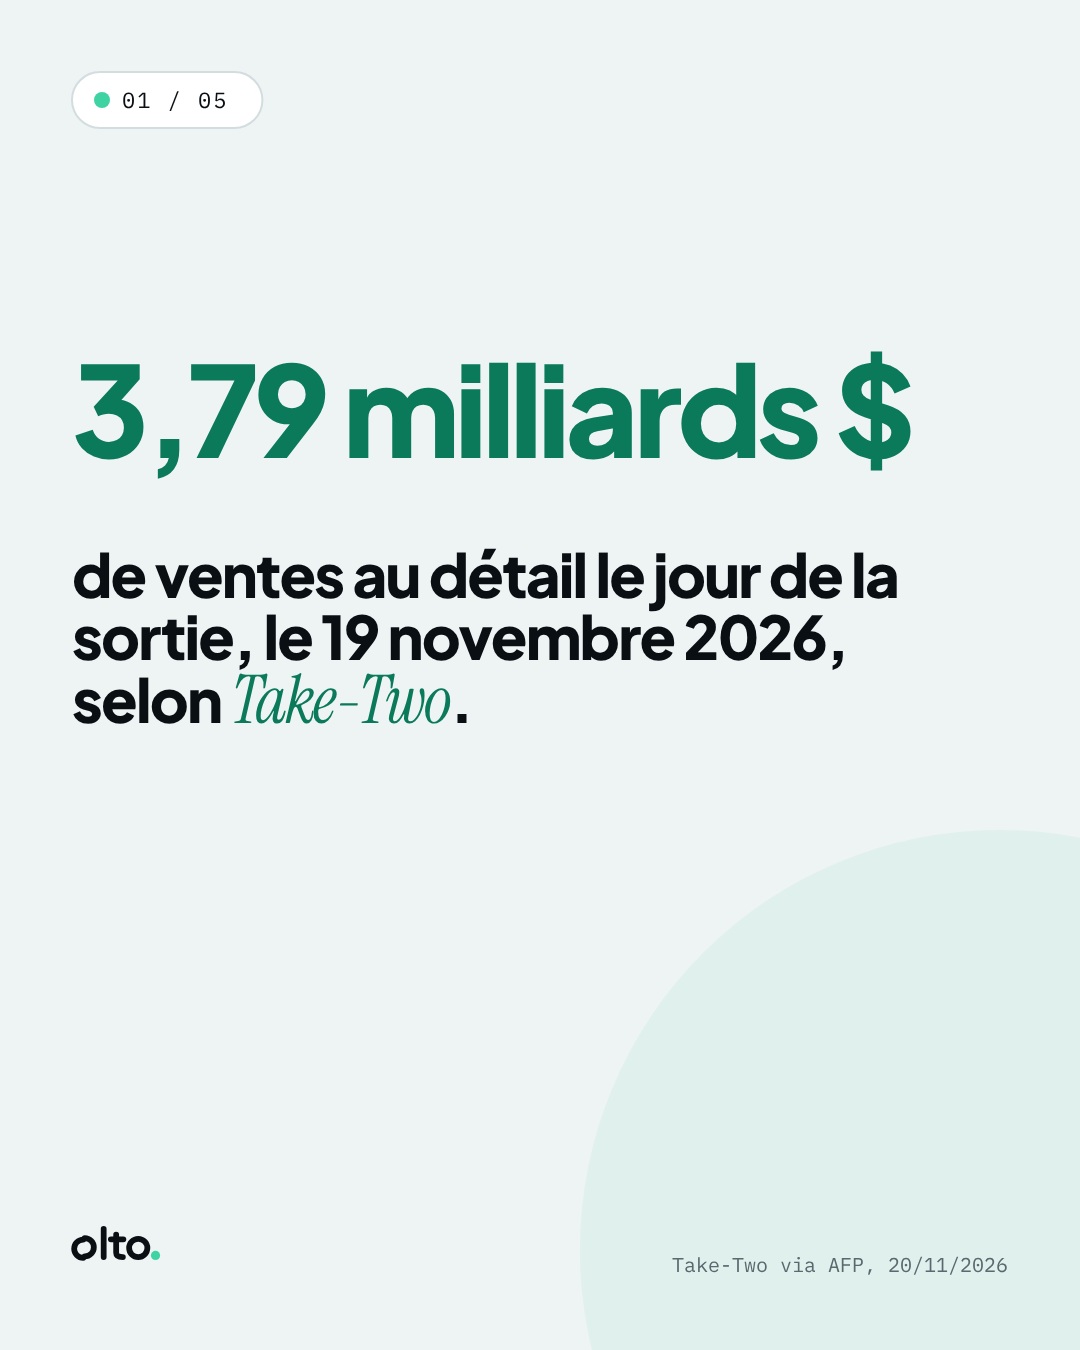 01 / 05
3,79 milliards $
de ventes au détail le jour de la
sortie, le 19 novembre 2026,
selon Take-Two.
olto.
Take-Two via AFP, 20/11/2026